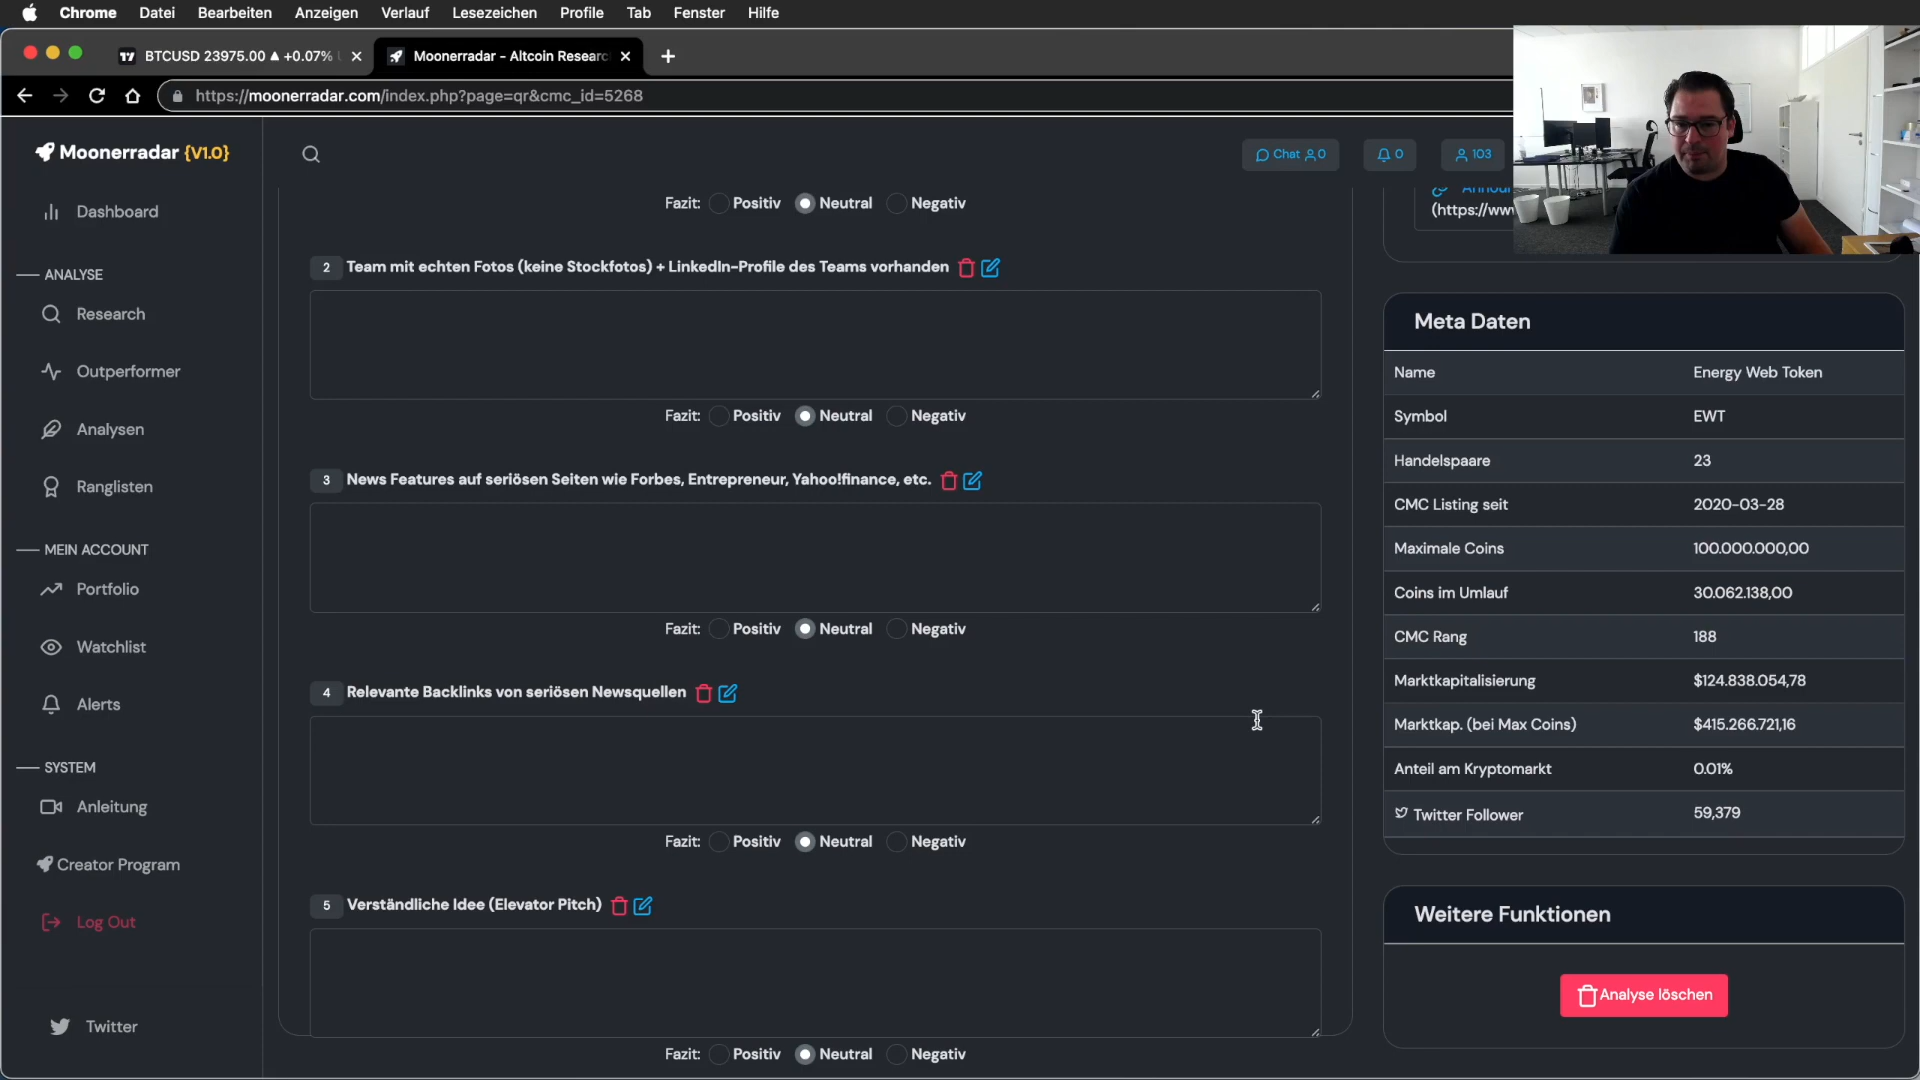 Chrome Datei Bearbeiten Anzeigen Verlauf Lesezeichen Profile Tab Fenster Hilfe
BTCUSD 23975.00 ▲ +0.07%
Moonerradar - Altcoin Researc
https://moonerradar.com/index.php?page=qr&cmc_id=5268
Moonerradar {V1.0}
Chat 0
0
103
Dashboard
ANALYSE
Research
Outperformer
Analysen
Ranglisten
MEIN ACCOUNT
Portfolio
Watchlist
Alerts
SYSTEM
Anleitung
Creator Program
Log Out
Twitter
Fazit: Positiv Neutral Negativ
2 Team mit echten Fotos (keine Stockfotos) + LinkedIn-Profile des Teams vorhanden
Fazit: Positiv Neutral Negativ
3 News Features auf seriösen Seiten wie Forbes, Entrepreneur, Yahoo!finance, etc.
Fazit: Positiv Neutral Negativ
4 Relevante Backlinks von seriösen Newsquellen
Fazit: Positiv Neutral Negativ
5 Verständliche Idee (Elevator Pitch)
Fazit: Positiv Neutral Negativ
(https://www
Meta Daten
Name Energy Web Token
Symbol EWT
Handelspaare 23
CMC Listing seit 2020-03-28
Maximale Coins 100.000.000,00
Coins im Umlauf 30.062.138,00
CMC Rang 188
Marktkapitalisierung $124.838.054,78
Marktkap. (bei Max Coins) $415.266.721,16
Anteil am Kryptomarkt 0.01%
Twitter Follower 59,379
Weitere Funktionen
Analyse löschen